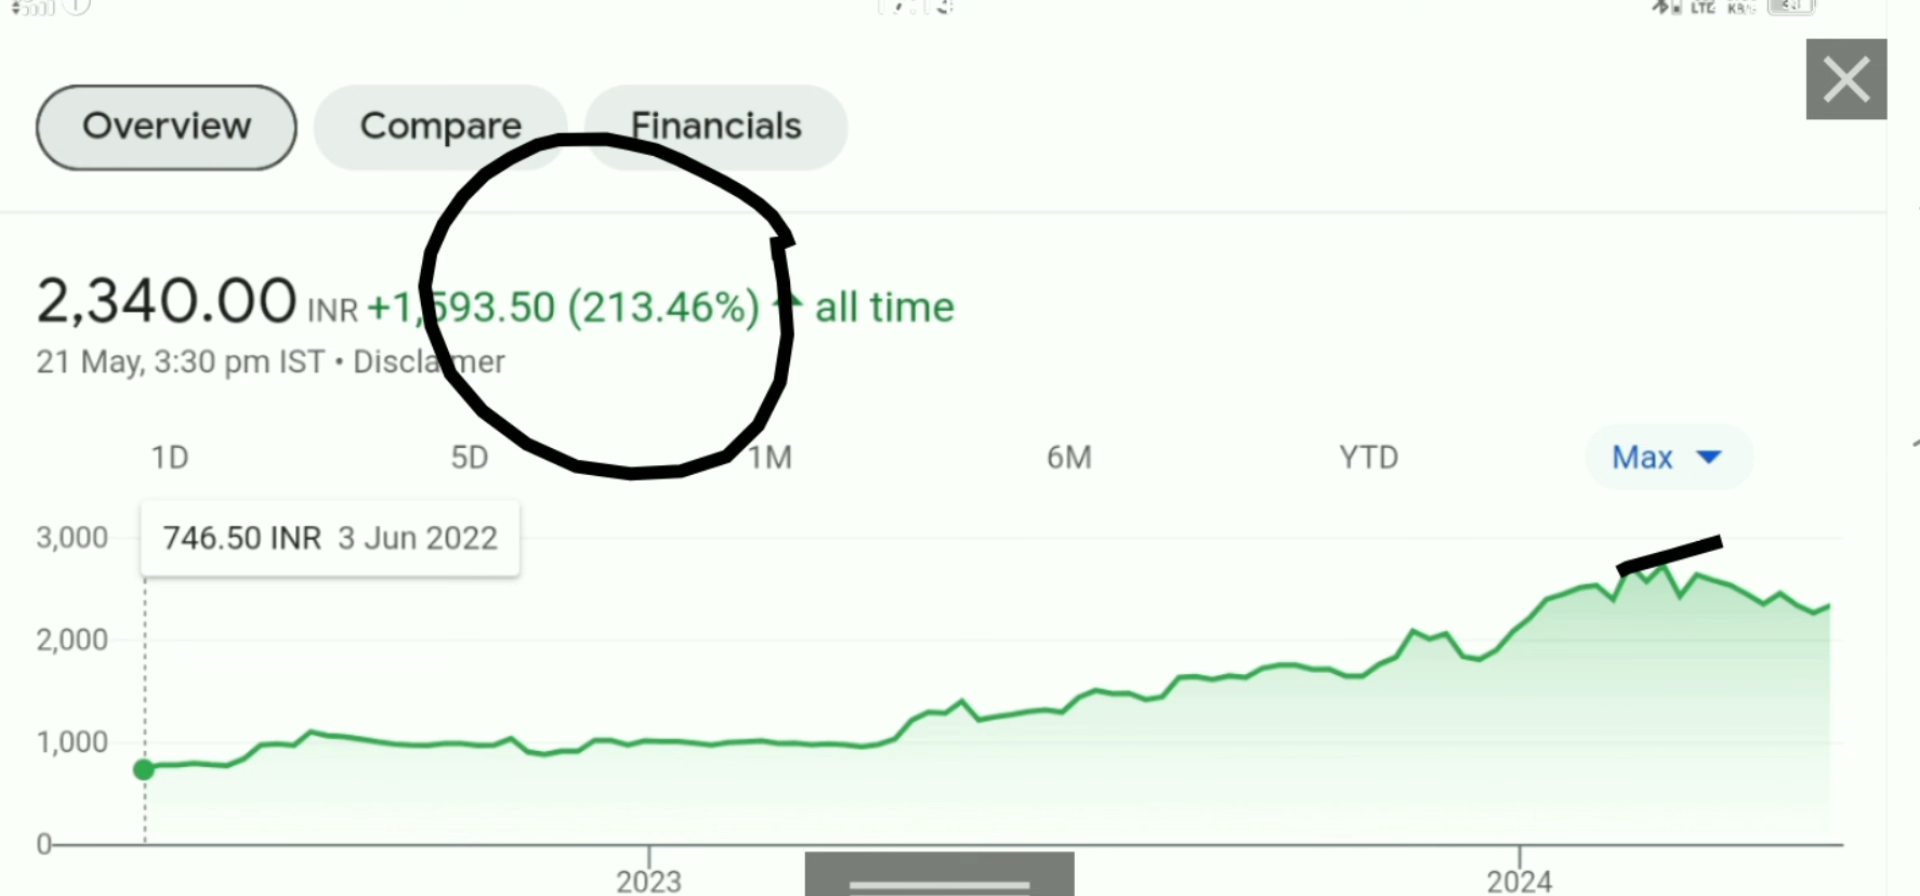 Overview Compare Financials
2,340.00 INR +1,593.50 (213.46%) all time
21 May, 3:30 pm IST • Disclaimer
1D 5D 1M 6M YTD Max
746.50 INR 3 Jun 2022
3,000
2,000
1,000
0
2023 2024